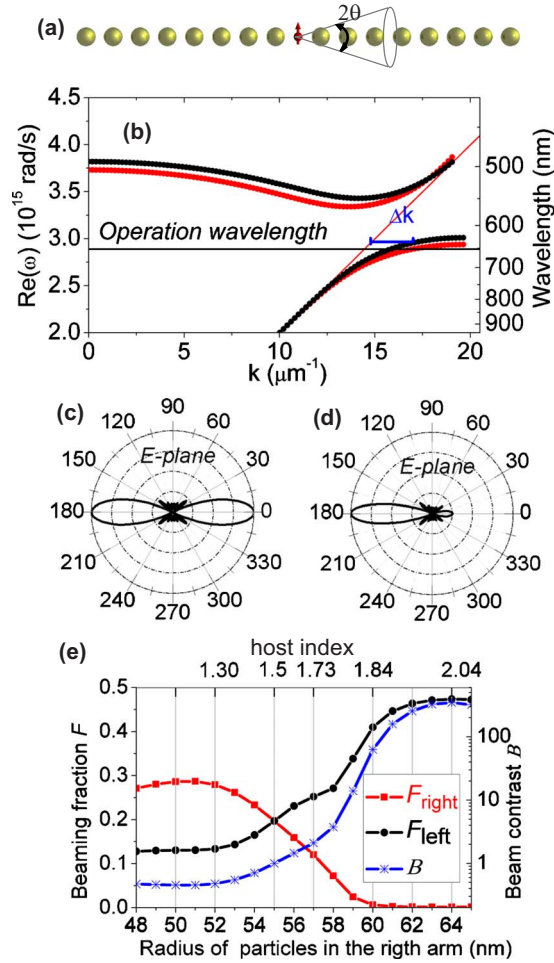 (a)
2θ
(b)
4.5
4.0
3.5
3.0
2.5
2.0
Re(ω) (10¹⁵ rad/s)
Operation wavelength
Δk
500
600
700
800
900
Wavelength (nm)
0 5 10 15 20
k (μm⁻¹)
(c)
E-plane
90
120 60
150 30
180 0
210 330
240 300
270
(d)
E-plane
90
120 60
150 30
180 0
210 330
240 300
270
(e)
host index
1.30 1.5 1.73 1.84 2.04
0.5
0.4
0.3
0.2
0.1
0.0
Beaming fraction F
F right
F left
B
100
10
1
Beam contrast B
48 50 52 54 56 58 60 62 64
Radius of particles in the rigth arm (nm)